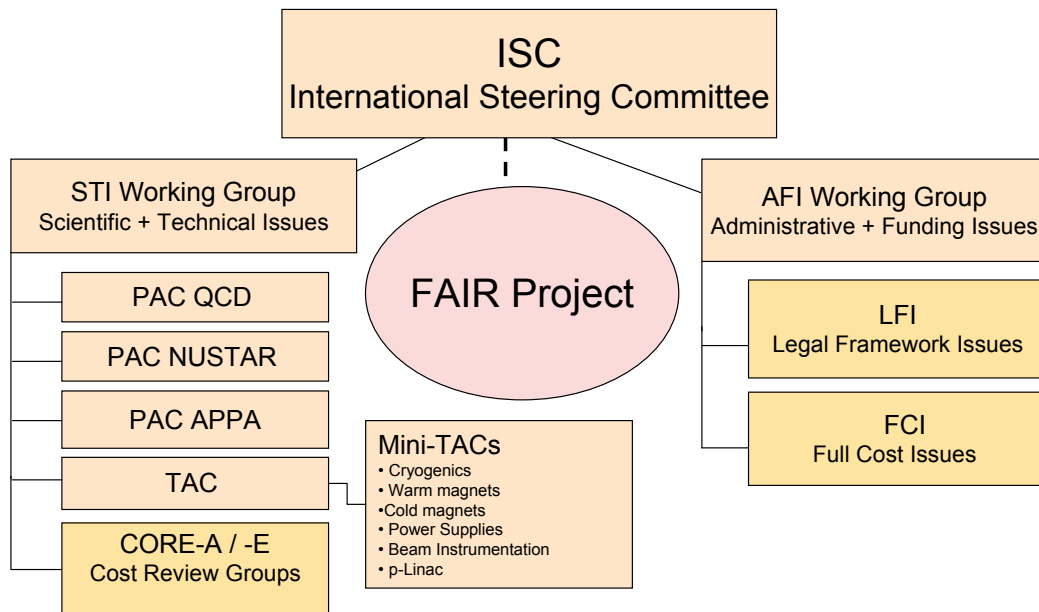 ISC
International Steering Committee
STI Working Group
Scientific + Technical Issues
AFI Working Group
Administrative + Funding Issues
FAIR Project
PAC QCD
PAC NUSTAR
PAC APPA
TAC
CORE-A / -E
Cost Review Groups
Mini-TACs
• Cryogenics
• Warm magnets
•Cold magnets
• Power Supplies
• Beam Instrumentation
• p-Linac
LFI
Legal Framework Issues
FCI
Full Cost Issues